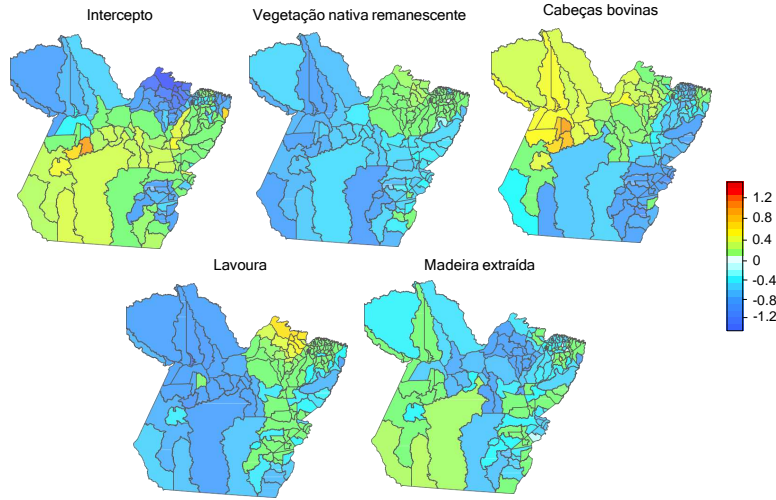 Intercepto
Vegetação nativa remanescente
Cabeças bovinas
1.2
0.8
0.4
0
-0.4
-0.8
-1.2
Lavoura
Madeira extraída